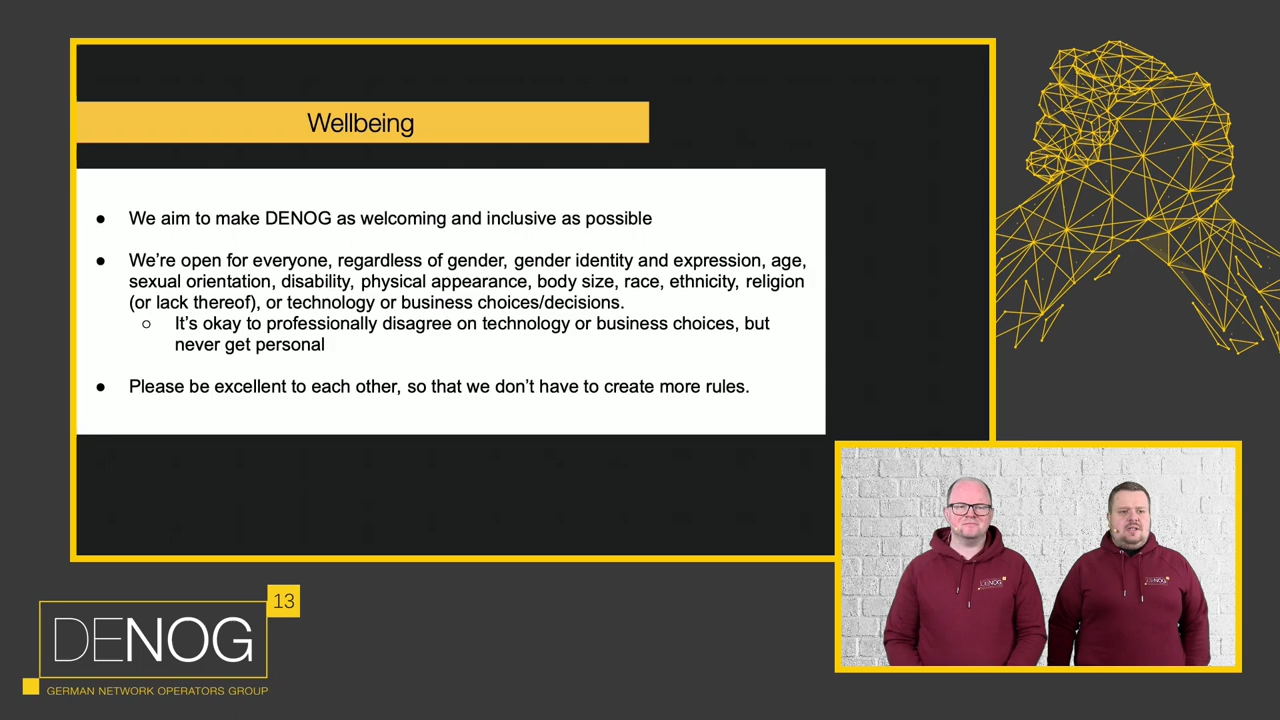 Wellbeing
● We aim to make DENOG as welcoming and inclusive as possible
● We’re open for everyone, regardless of gender, gender identity and expression, age,
sexual orientation, disability, physical appearance, body size, race, ethnicity, religion
(or lack thereof), or technology or business choices/decisions.
○ It’s okay to professionally disagree on technology or business choices, but
never get personal
● Please be excellent to each other, so that we don’t have to create more rules.
DENOG
DENOG
13
DENOG
GERMAN NETWORK OPERATORS GROUP